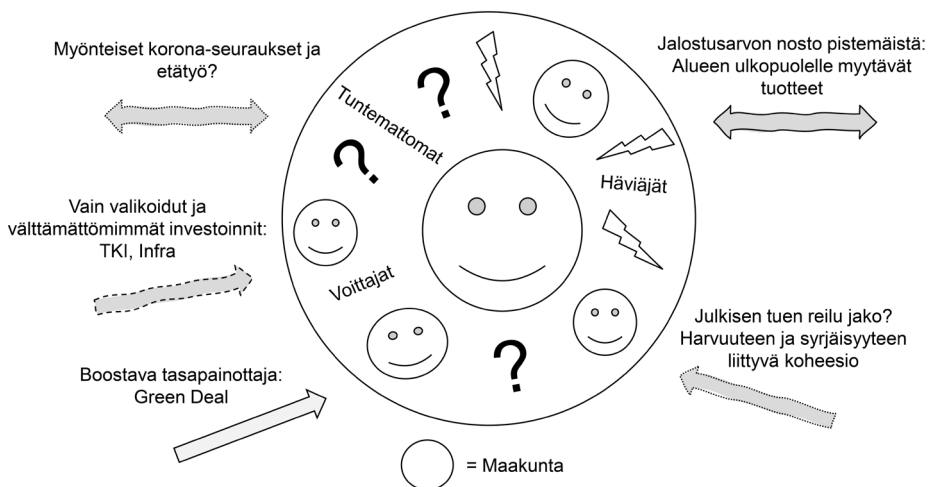 Myönteiset korona-seuraukset ja
etätyö?
Jalostusarvon nosto pistemäistä:
Alueen ulkopuolelle myytävät
tuotteet
?
Tuntemattomat
?
Häviäjät
Vain valikoidut ja
välttämättömimmät investoinnit:
TKI, Infra
Voittajat
?
Julkisen tuen reilu jako?
Harvuuteen ja syrjäisyyteen
liittyvä koheesio
Boostava tasapainottaja:
Green Deal
= Maakunta